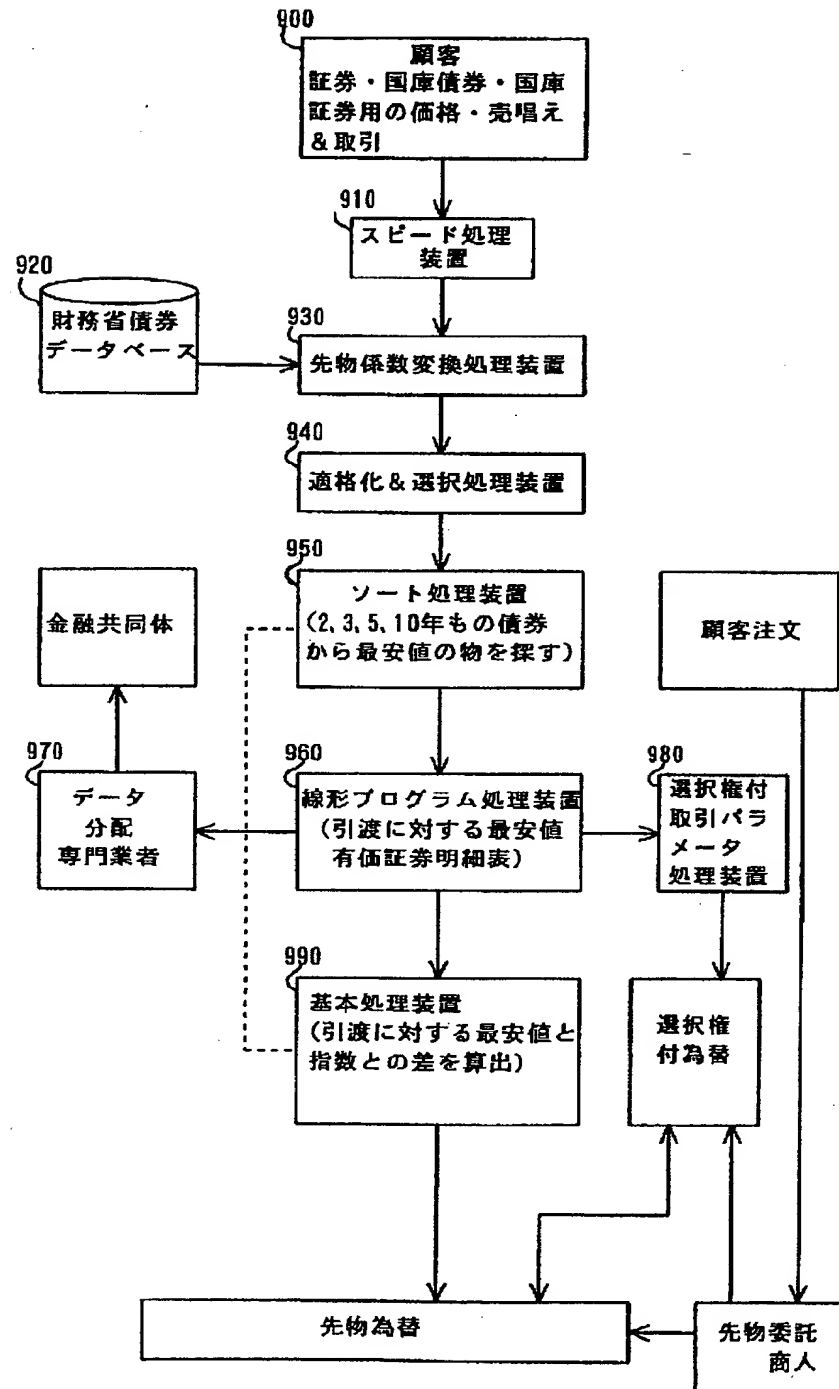 900
顧客
証券・国庫債券・国庫
証券用の価格・売唱え
&取引
910
スピード処理
装置
920
財務省債券
データベース
930
先物係数変換処理装置
940
適格化&選択処理装置
950
ソート処理装置
(2,3,5,10年もの債券
から最安値の物を探す)
金融共同体
顧客注文
970
データ
分配
専門業者
960
線形プログラム処理装置
(引渡に対する最安値
有価証券明細表)
980
選択権付
取引パラ
メータ
処理装置
990
基本処理装置
(引渡に対する最安値と
指数との差を算出)
選択権
付為替
先物為替
先物委託
商人